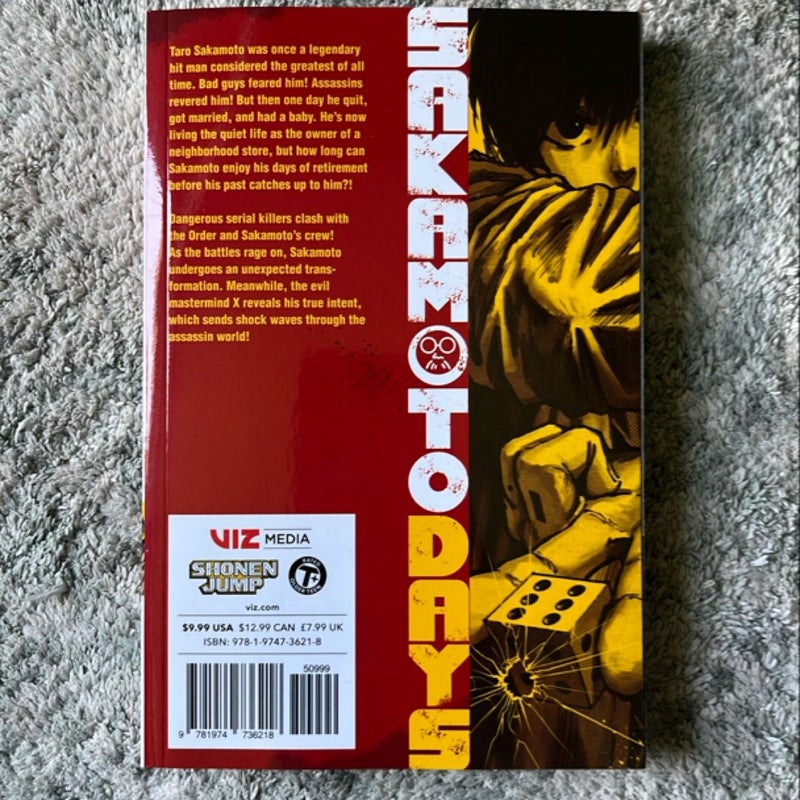 Taro Sakamoto was once a legendary
hit man considered the greatest of all
time. Bad guys feared him! Assassins
revered him! But then one day he quit,
got married, and had a baby. He's now
living the quiet life as the owner of a
neighborhood store, but how long can
Sakamoto enjoy his days of retirement
before his past catches up to him?!
Dangerous serial killers clash with
the Order and Sakamoto's crew!
As the battles rage on, Sakamoto
undergoes an unexpected trans-
formation. Meanwhile, the evil
mastermind X reveals his true intent,
which sends shock waves through the
assassin world!
SAKAMOTO DAYS
VIZ MEDIA
SHONEN
JUMP
RATED
T+
OLDER TEEN
viz.com
$9.99 USA $12.99 CAN £7.99 UK
ISBN: 978-1-9747-3621-8
50999
9 781974 736218